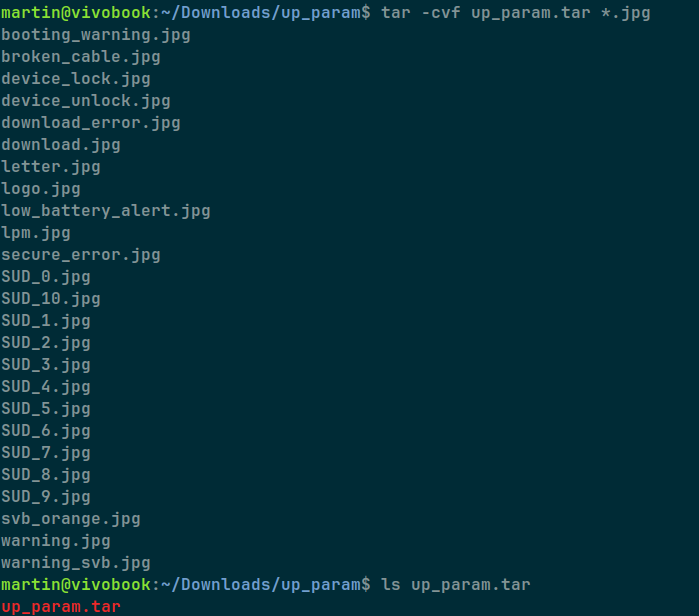 martin@vivobook:~/Downloads/up_param$ tar -cvf up_param.tar *.jpg
booting_warning.jpg
broken_cable.jpg
device_lock.jpg
device_unlock.jpg
download_error.jpg
download.jpg
letter.jpg
logo.jpg
low_battery_alert.jpg
lpm.jpg
secure_error.jpg
SUD_0.jpg
SUD_10.jpg
SUD_1.jpg
SUD_2.jpg
SUD_3.jpg
SUD_4.jpg
SUD_5.jpg
SUD_6.jpg
SUD_7.jpg
SUD_8.jpg
SUD_9.jpg
svb_orange.jpg
warning.jpg
warning_svb.jpg
martin@vivobook:~/Downloads/up_param$ ls up_param.tar
up_param.tar